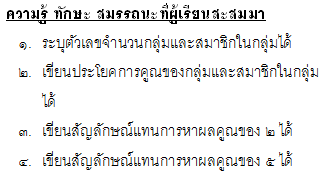 ความรู้ ทักษะ สมรรถนะที่ผู้เรียนสะสมมา
๑. ระบุตัวเลขจำนวนกลุ่มและสมาชิกในกลุ่มได้
๒. เขียนประโยคการคูณของกลุ่มและสมาชิกในกลุ่ม
ได้
๓. เขียนสัญลักษณ์แทนการหาผลคูณของ ๒ ได้
๔. เขียนสัญลักษณ์แทนการหาผลคูณของ ๕ ได้